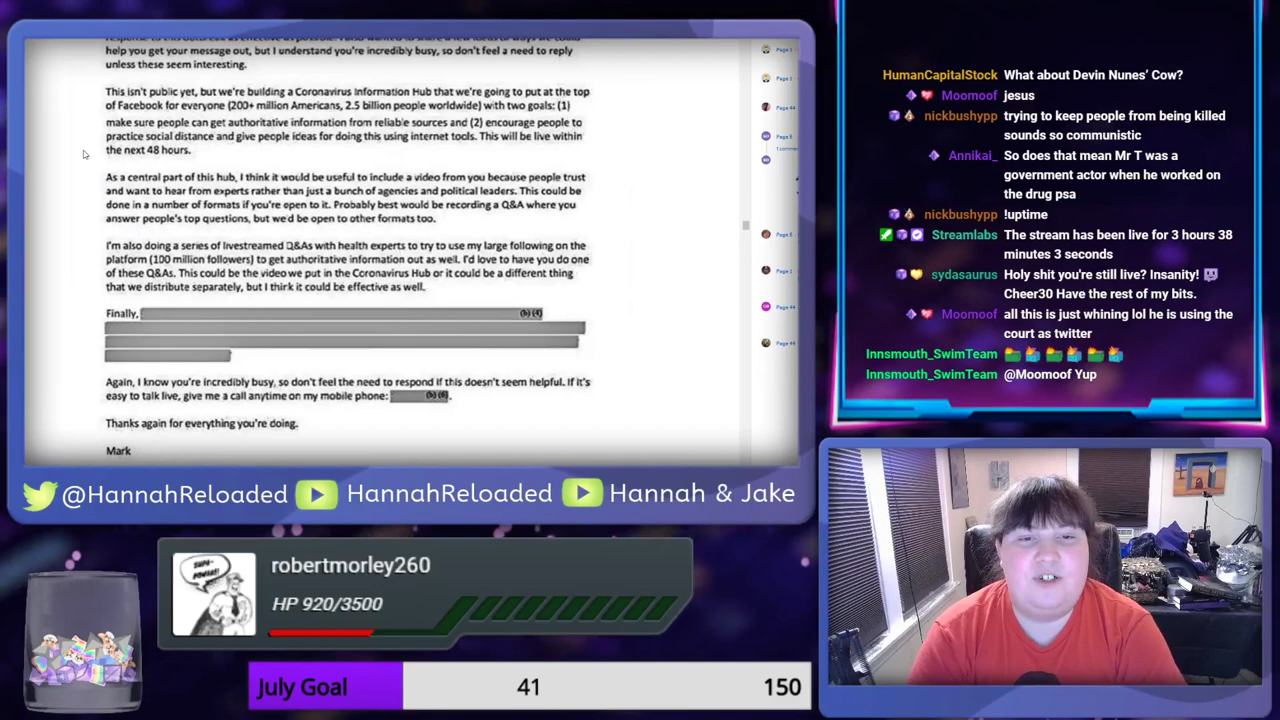 help you get your message out, but I understand you're incredibly busy, so don't feel a need to reply
unless these seem interesting.
This isn't public yet, but we're building a Coronavirus Information Hub that we're going to put at the top
of Facebook for everyone (200+ million Americans, 2.5 billion people worldwide) with two goals: (1)
make sure people can get authoritative information from reliable sources and (2) encourage people to
practice social distance and give people ideas for doing this using internet tools. This will be live within
the next 48 hours.
As a central part of this hub, I think it would be useful to include a video from you because people trust
and want to hear from experts rather than just a bunch of agencies and political leaders. This could be
done in a number of formats if you're open to it. Probably best would be recording a Q&A where you
answer people's top questions, but we'd be open to other formats too.
I'm also doing a series of livestreamed Q&As with health experts to try to use my large following on the
platform (100 million followers) to get authoritative information out as well. I'd love to have you do one
of these Q&As. This could be the video we put in the Coronavirus Hub or it could be a different thing
that we distribute separately, but I think it could be effective as well.
Finally, (b) (4)
Again, I know you're incredibly busy, so don't feel the need to respond if this doesn't seem helpful. If it's
easy to talk live, give me a call anytime on my mobile phone: (b) (6).
Thanks again for everything you're doing.
Mark
@HannahReloaded HannahReloaded Hannah & Jake
robertmorley260
HP 920/3500
July Goal 41 150
HumanCapitalStock What about Devin Nunes' Cow?
Moomoof jesus
nickbushypp trying to keep people from being killed
sounds so communistic
Annikai_ So does that mean Mr T was a
government actor when he worked on
the drug psa
nickbushypp !uptime
Streamlabs The stream has been live for 3 hours 38
minutes 3 seconds
sydasaurus Holy shit you're still live? Insanity!
Cheer30 Have the rest of my bits.
Moomoof all this is just whining lol he is using the
court as twitter
Innsmouth_SwimTeam
Innsmouth_SwimTeam @Moomoof Yup